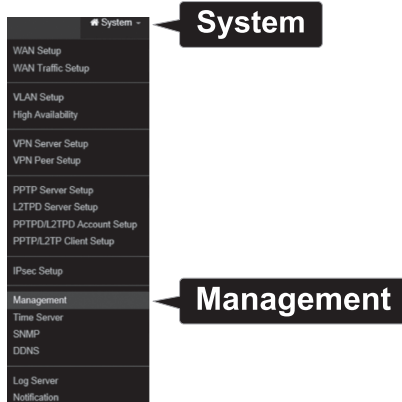 System
System
WAN Setup
WAN Traffic Setup
VLAN Setup
High Availability
VPN Server Setup
VPN Peer Setup
PPTP Server Setup
L2TPD Server Setup
PPTPD/L2TPD Account Setup
PPTP/L2TP Client Setup
IPsec Setup
Management
Management
Time Server
SNMP
DDNS
Log Server
Notification